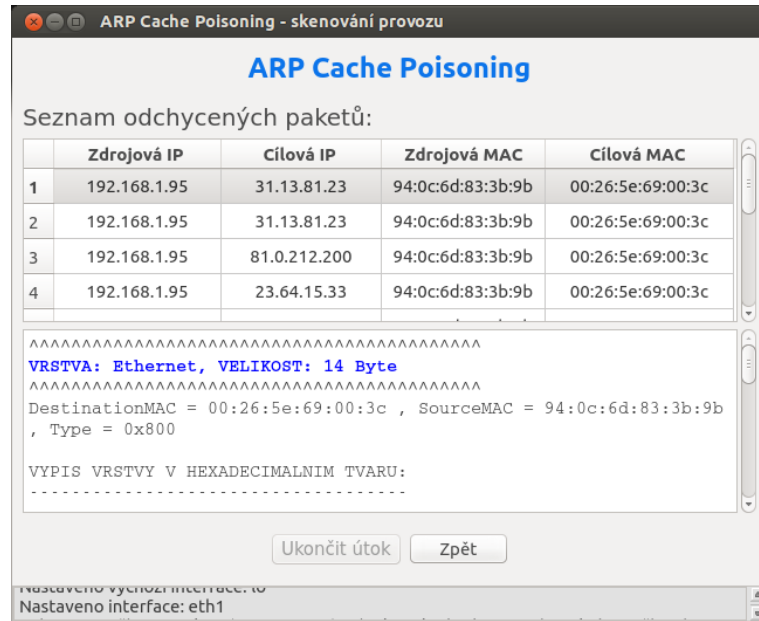 ARP Cache Poisoning - skenování provozu
ARP Cache Poisoning
Seznam odchycených paketů:
Zdrojová IP Cílová IP Zdrojová MAC Cílová MAC
1 192.168.1.95 31.13.81.23 94:0c:6d:83:3b:9b 00:26:5e:69:00:3c
2 192.168.1.95 31.13.81.23 94:0c:6d:83:3b:9b 00:26:5e:69:00:3c
3 192.168.1.95 81.0.212.200 94:0c:6d:83:3b:9b 00:26:5e:69:00:3c
4 192.168.1.95 23.64.15.33 94:0c:6d:83:3b:9b 00:26:5e:69:00:3c
^^^^^^^^^^^^^^^^^^^^^^^^^^^^^^^^^^^^^^^^^^^
VRSTVA: Ethernet, VELIKOST: 14 Byte
^^^^^^^^^^^^^^^^^^^^^^^^^^^^^^^^^^^^^^^^^^^
DestinationMAC = 00:26:5e:69:00:3c , SourceMAC = 94:0c:6d:83:3b:9b
, Type = 0x800
VYPIS VRSTVY V HEXADECIMALNIM TVARU:
------------------------------------
Ukončit útok Zpět
Nastaveno výchozí interface: lo
Nastaveno interface: eth1